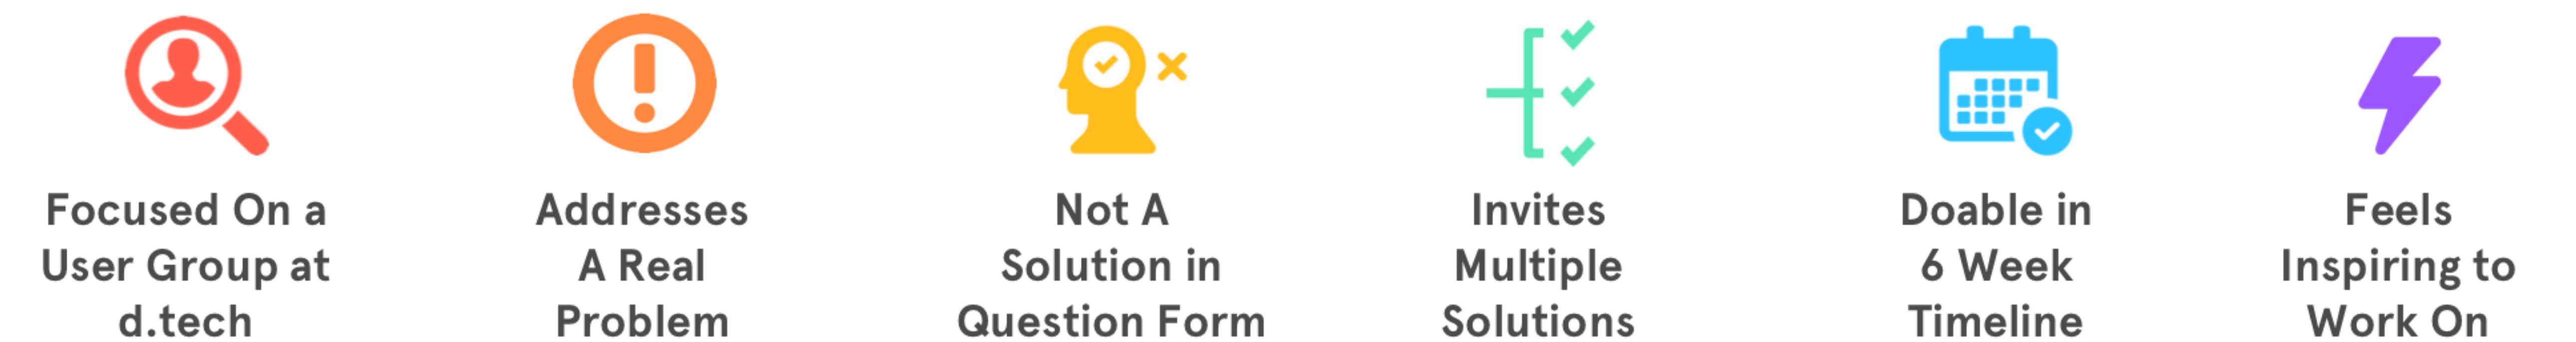 Focused On a
User Group at
d.tech
Addresses
A Real
Problem
Not A
Solution in
Question Form
Invites
Multiple
Solutions
Doable in
6 Week
Timeline
Feels
Inspiring to
Work On